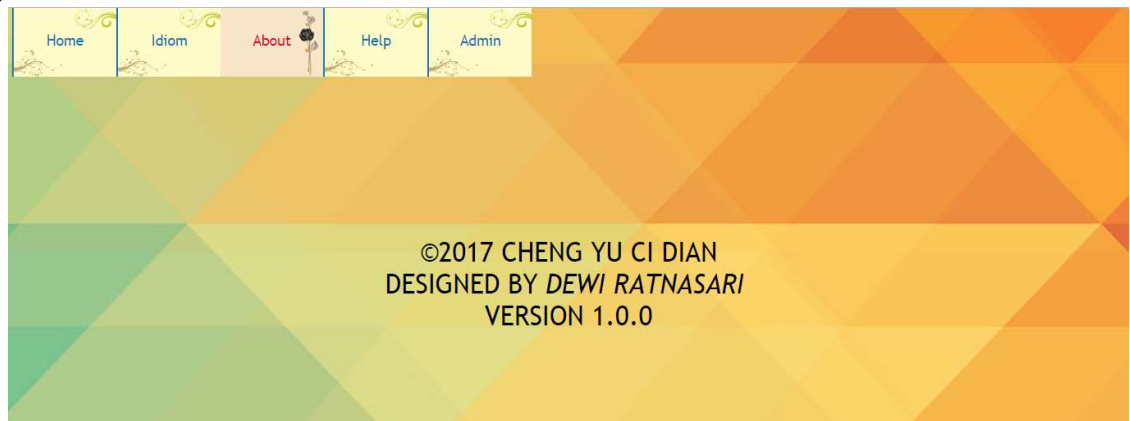 Home Idiom About Help Admin
©2017 CHENG YU CI DIAN
DESIGNED BY DEWI RATNASARI
VERSION 1.0.0